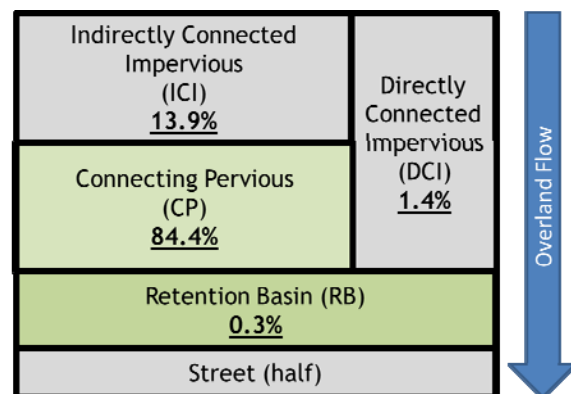 Indirectly Connected
Impervious
(ICI)
13.9%
Directly
Connected
Impervious
(DCI)
1.4%
Connecting Pervious
(CP)
84.4%
Retention Basin (RB)
0.3%
Street (half)
Overland Flow